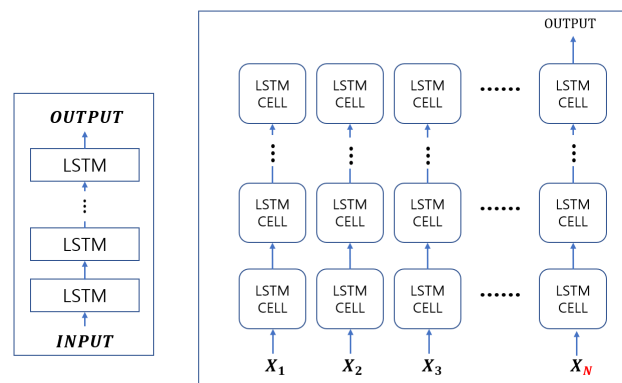 OUTPUT
LSTM
⋮
LSTM
LSTM
INPUT
OUTPUT
LSTM CELL LSTM CELL LSTM CELL ...... LSTM CELL
⋮ ⋮ ⋮ ⋮
LSTM CELL LSTM CELL LSTM CELL ...... LSTM CELL
LSTM CELL LSTM CELL LSTM CELL ...... LSTM CELL
X₁ X₂ X₃ X_N